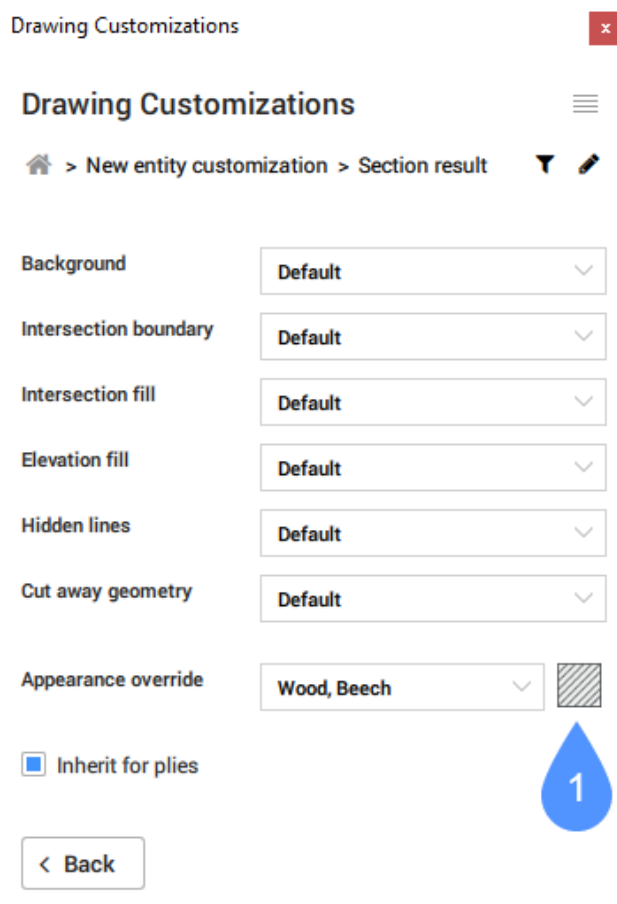 Drawing Customizations x
Drawing Customizations
> New entity customization > Section result
Background Default
Intersection boundary Default
Intersection fill Default
Elevation fill Default
Hidden lines Default
Cut away geometry Default
Appearance override Wood, Beech
Inherit for plies
1
< Back